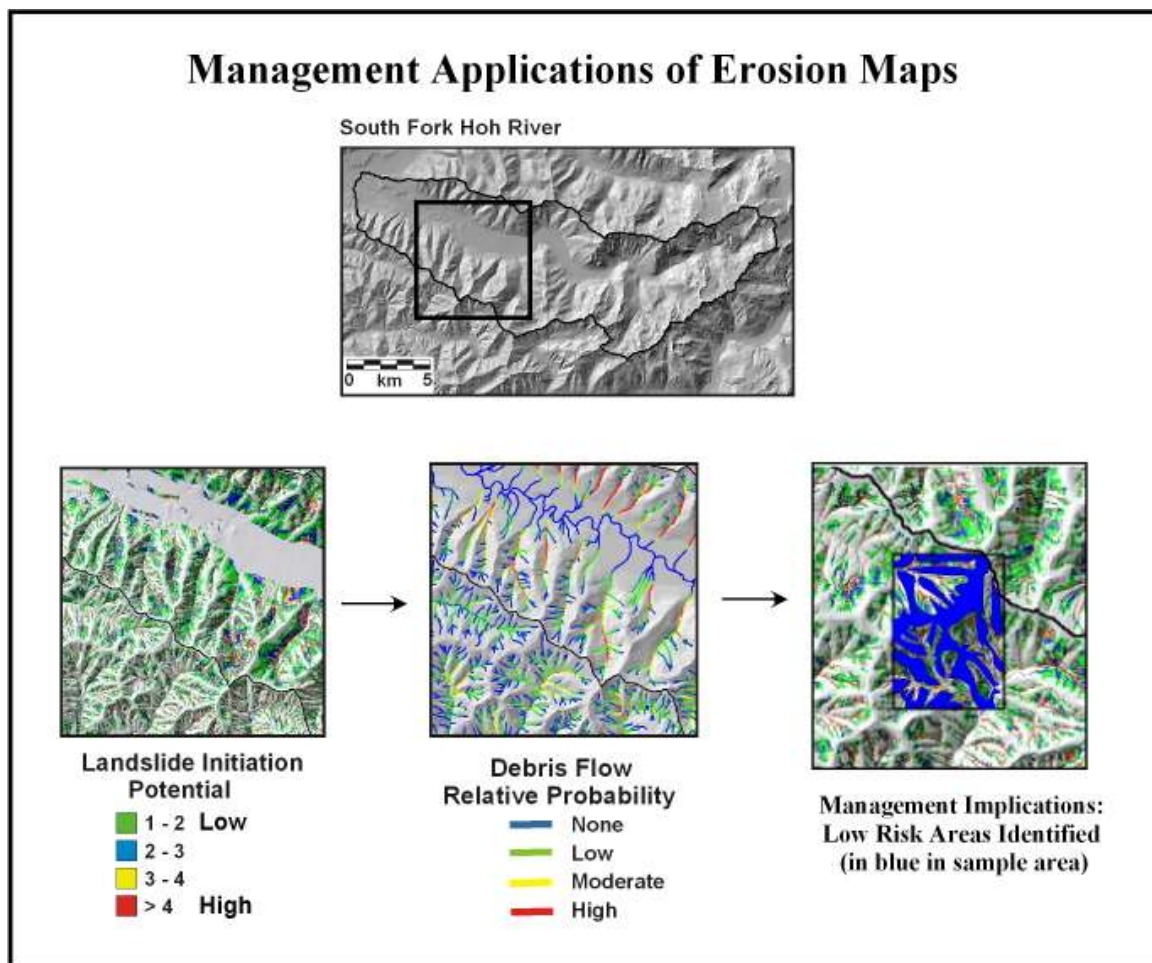 Management Applications of Erosion Maps
South Fork Hoh River
0 km 5
Landslide Initiation
Potential
1 - 2 Low
2 - 3
3 - 4
> 4 High
Debris Flow
Relative Probability
None
Low
Moderate
High
Management Implications:
Low Risk Areas Identified
(in blue in sample area)